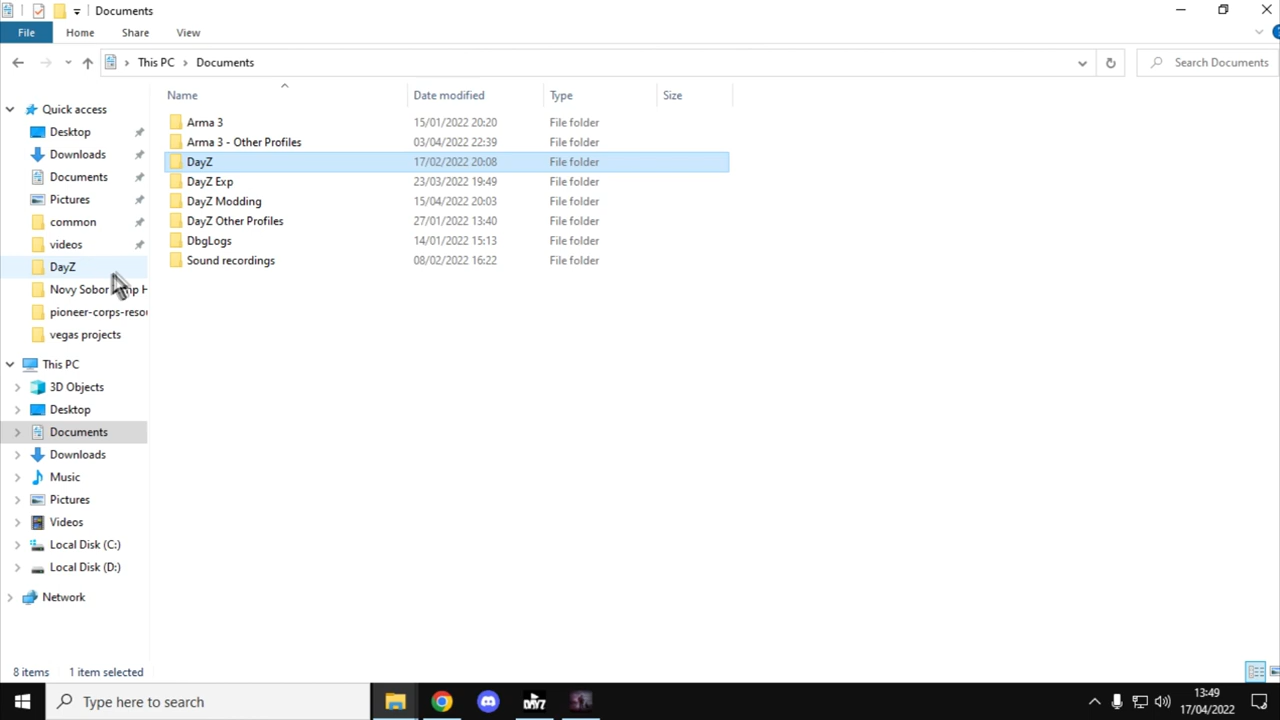 Documents
File Home Share View
This PC Documents Search Documents
Name Date modified Type Size
Quick access
Desktop
Downloads
Documents
Pictures
common
videos
DayZ
Novy Sobor
pioneer-corps-resou
vegas projects
This PC
3D Objects
Desktop
Documents
Downloads
Music
Pictures
Videos
Local Disk (C:)
Local Disk (D:)
Network
Arma 3 15/01/2022 20:20 File folder
Arma 3 - Other Profiles 03/04/2022 22:39 File folder
DayZ 17/02/2022 20:08 File folder
DayZ Exp 23/03/2022 19:49 File folder
DayZ Modding 15/04/2022 20:03 File folder
DayZ Other Profiles 27/01/2022 13:40 File folder
DbgLogs 14/01/2022 15:13 File folder
Sound recordings 08/02/2022 16:22 File folder
8 items 1 item selected
Type here to search
13:49
17/04/2022